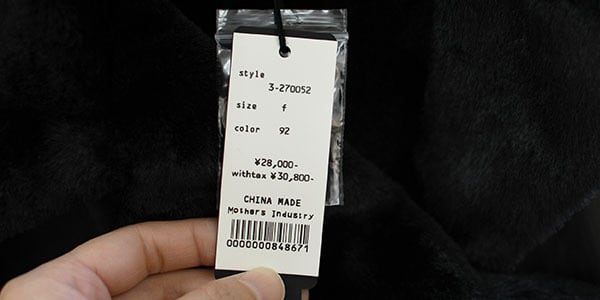 style
3-270052
size f
color 92
¥28,000-
withtax ¥30,800-
CHINA MADE
Mothers Industry
0000000848671